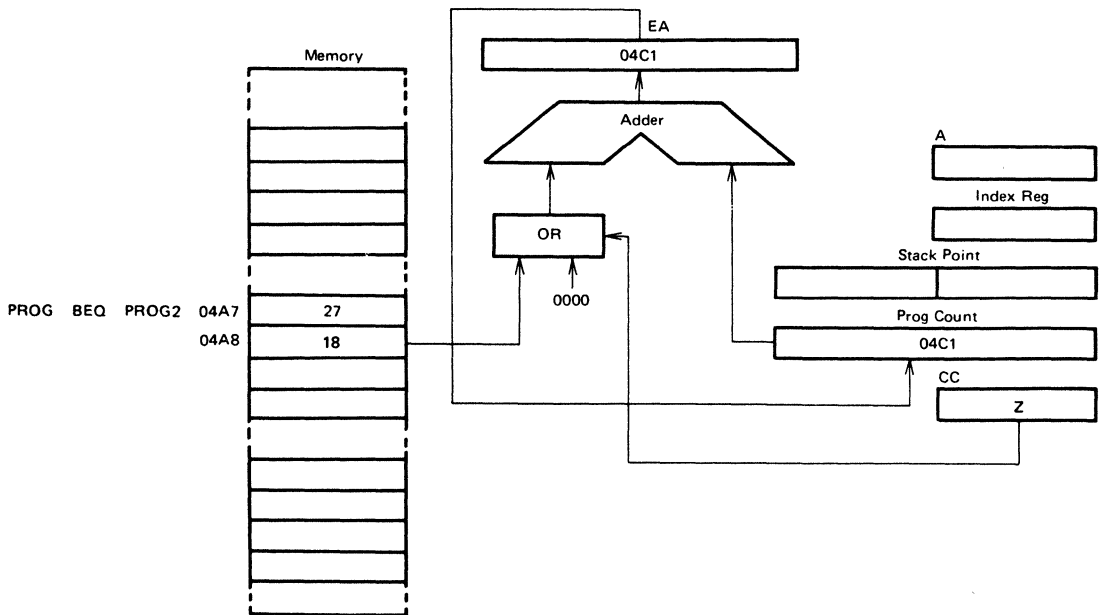 EA
04C1
Memory
Adder
A
Index Reg
OR
Stack Point
0000
PROG BEQ PROG2 04A7 27
Prog Count
04A8 18
04C1
CC
Z